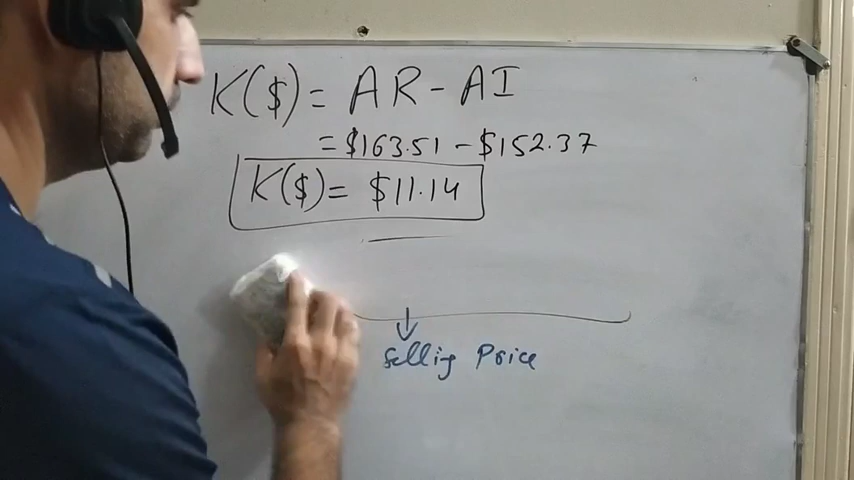 K($) = AR - AI
= $163.51 - $152.37
K($) = $11.14
Selling Price